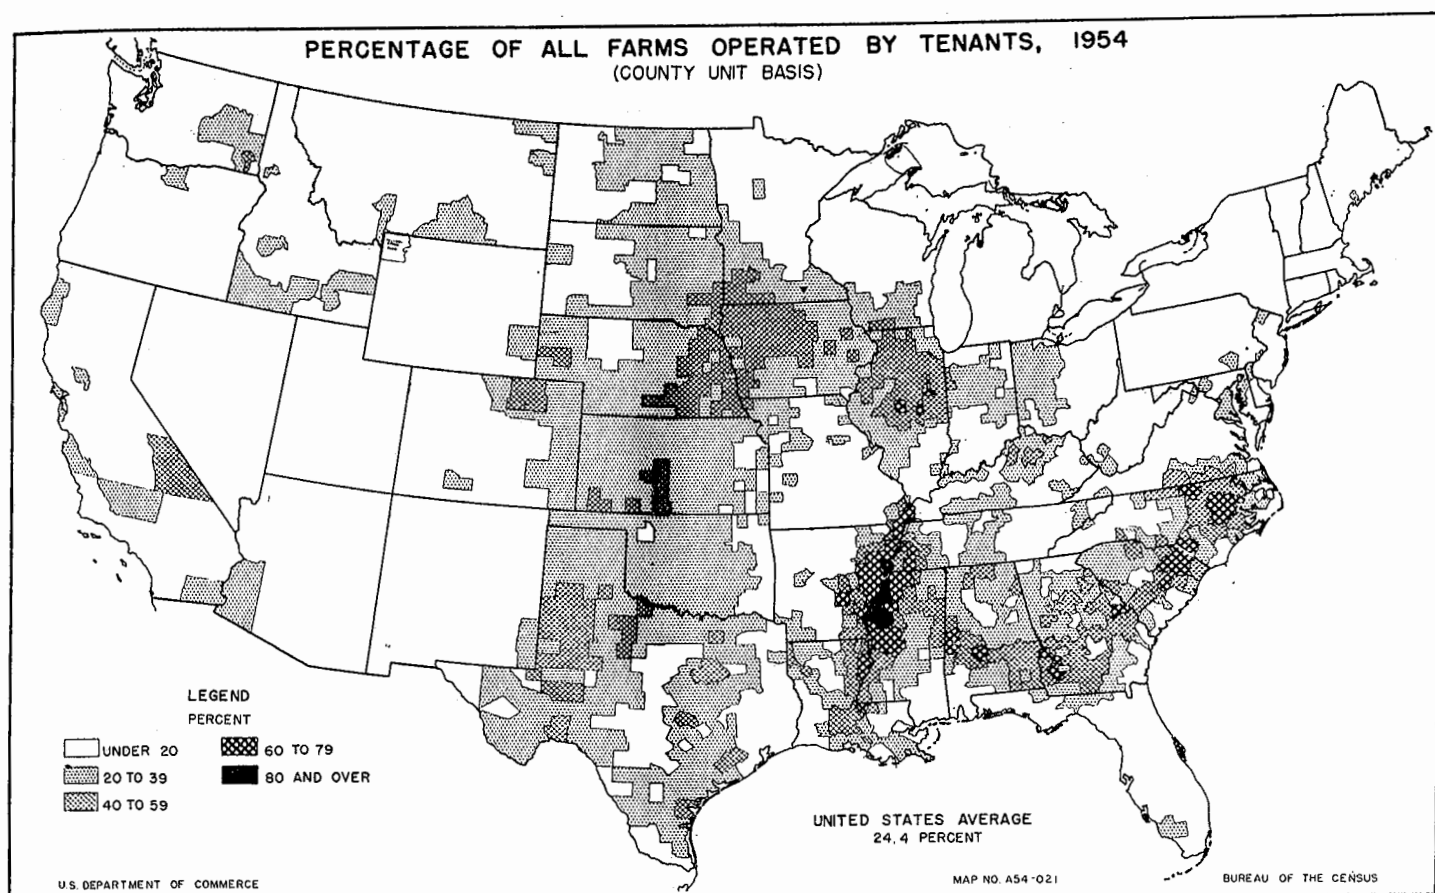 PERCENTAGE OF ALL FARMS OPERATED BY TENANTS, 1954
(COUNTY UNIT BASIS)
LEGEND
PERCENT
UNDER 20
20 TO 39
40 TO 59
60 TO 79
80 AND OVER
UNITED STATES AVERAGE
24.4 PERCENT
U.S. DEPARTMENT OF COMMERCE
MAP NO. A54-021
BUREAU OF THE CENSUS